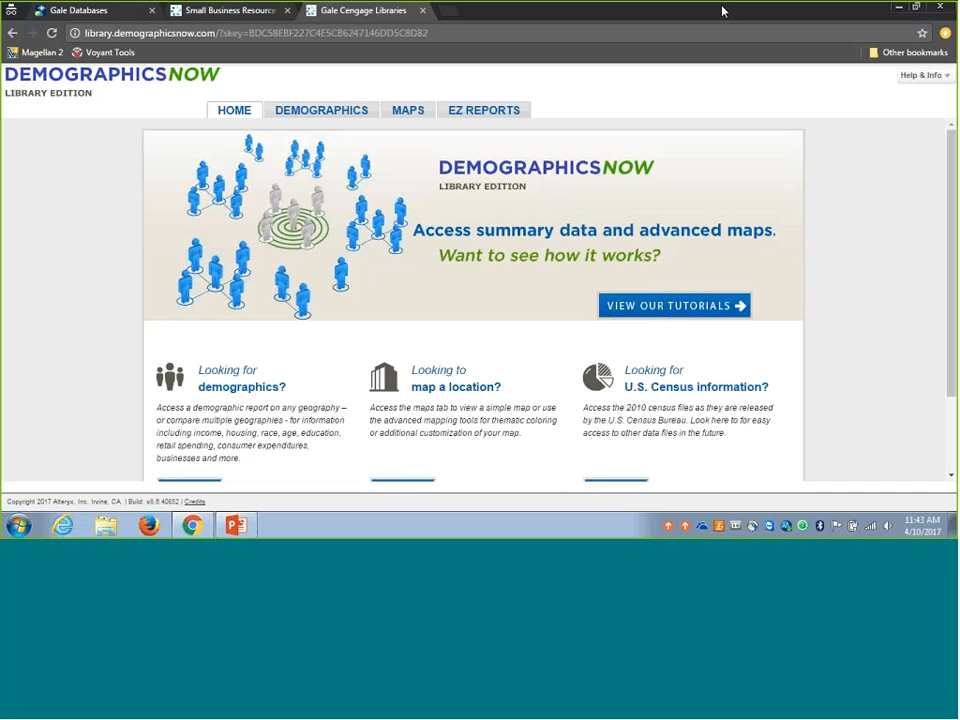 Gale Databases
Small Business Resource
Gale Cengage Libraries
library.demographicsnow.com/?skey=BDC58EBF227C4E5CB6247146DD5C8D82
Magellan 2
Voyant Tools
Other bookmarks
DEMOGRAPHICSNOW
LIBRARY EDITION
Help & Info
HOME
DEMOGRAPHICS
MAPS
EZ REPORTS
DEMOGRAPHICSNOW
LIBRARY EDITION
Access summary data and advanced maps.
Want to see how it works?
VIEW OUR TUTORIALS
Looking for
demographics?
Access a demographic report on any geography –
or compare multiple geographies - for information
including income, housing, race, age, education,
retail spending, consumer expenditures,
businesses and more.
Looking to
map a location?
Access the maps tab to view a simple map or use
the advanced mapping tools for thematic coloring
or additional customization of your map.
Looking for
U.S. Census information?
Access the 2010 census files as they are released
by the U.S. Census Bureau. Look here to for easy
access to other data files in the future.
Copyright 2017 Alteryx, Inc. Irvine, CA. | Build: v8.6.40852 | Credits
11:43 AM
4/10/2017